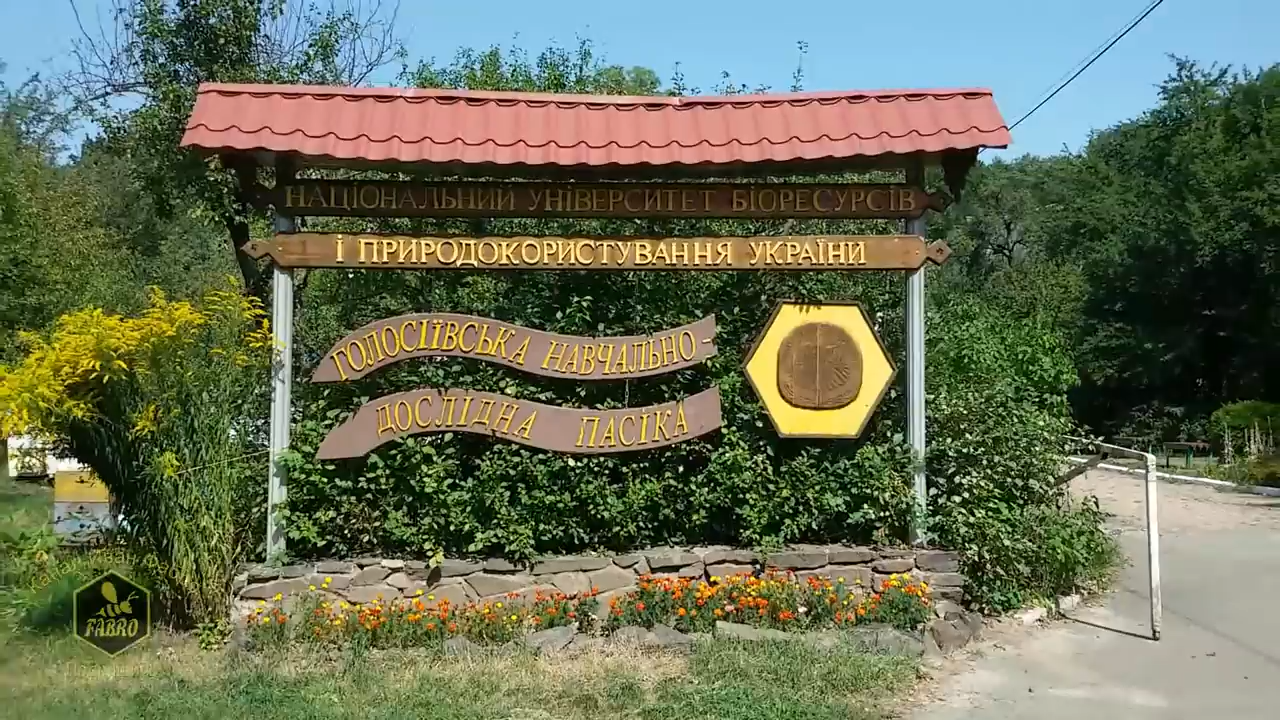 НАЦІОНАЛЬНИЙ УНІВЕРСИТЕТ БІОРЕСУРСІВ
І ПРИРОДОКОРИСТУВАННЯ УКРАЇНИ
ГОЛОСІЇВСЬКА НАВЧАЛЬНО-
ДОСЛІДНА ПАСІКА
FABRO